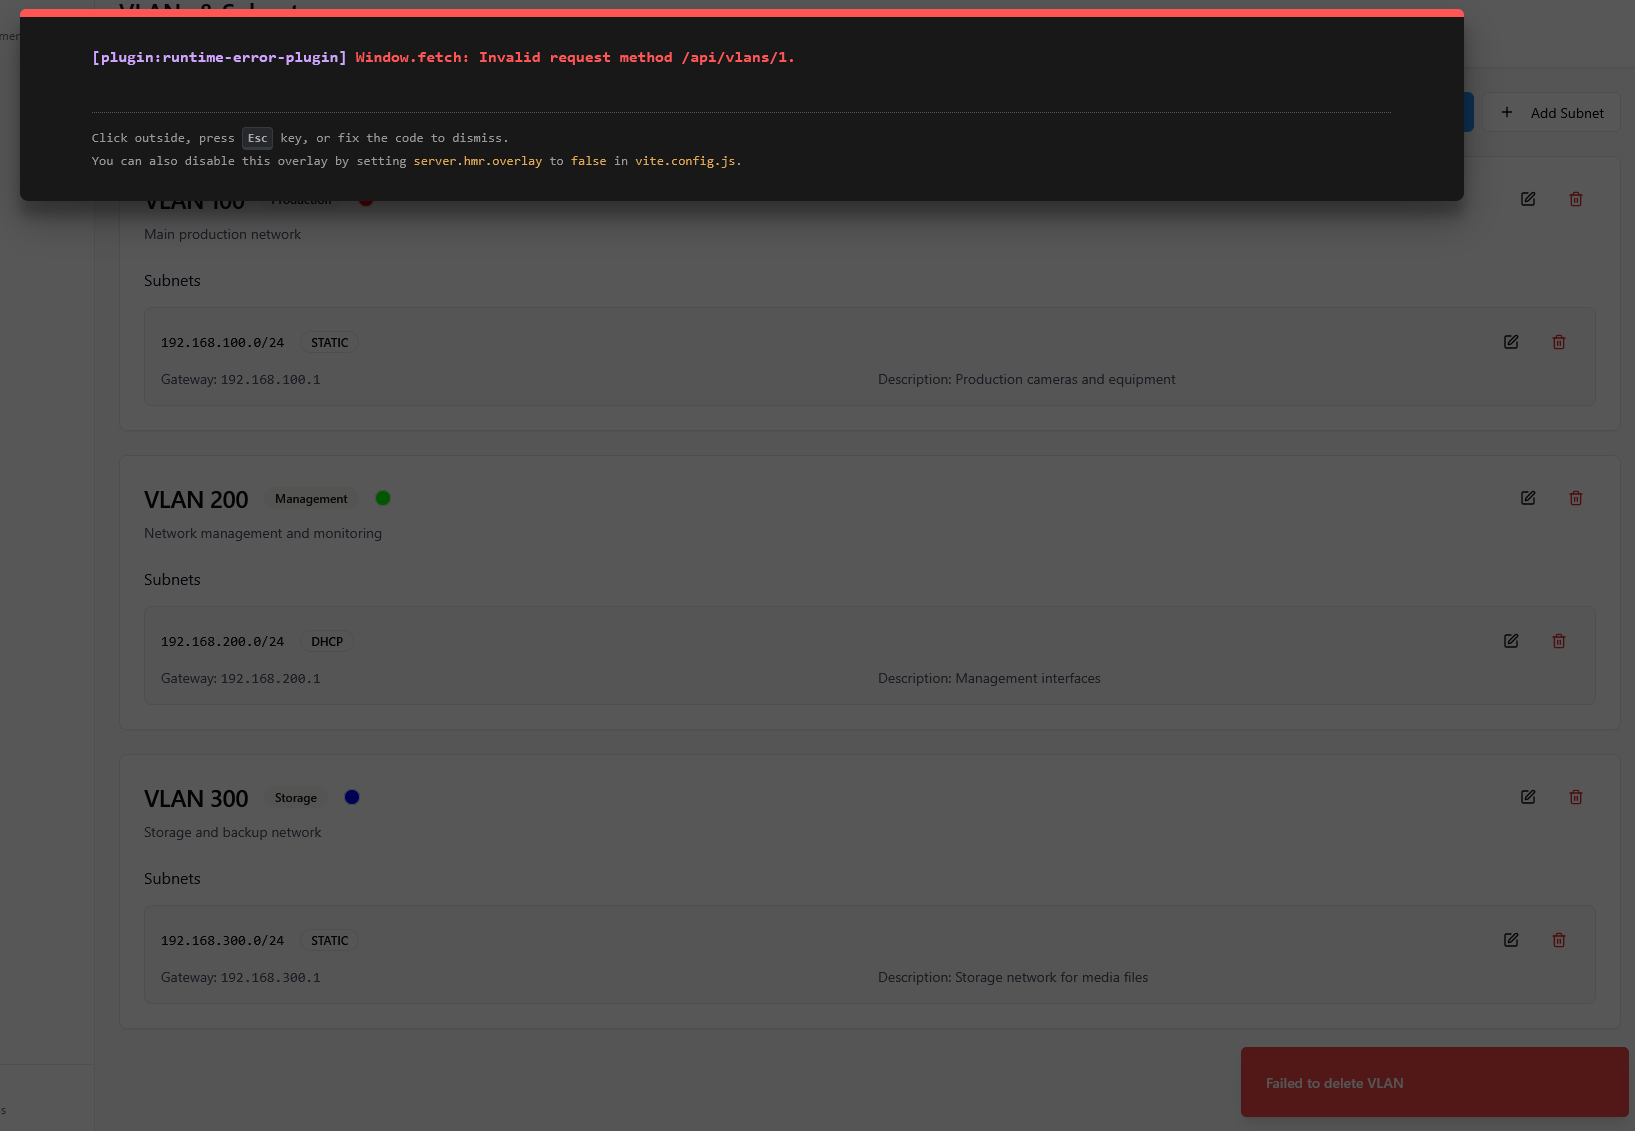 [plugin:runtime-error-plugin] Window.fetch: Invalid request method /api/vlans/1.
Click outside, press Esc key, or fix the code to dismiss.
You can also disable this overlay by setting server.hmr.overlay to false in vite.config.js.
+ Add Subnet
VLAN 100 Production
Main production network
Subnets
192.168.100.0/24 STATIC
Gateway: 192.168.100.1 Description: Production cameras and equipment
VLAN 200 Management
Network management and monitoring
Subnets
192.168.200.0/24 DHCP
Gateway: 192.168.200.1 Description: Management interfaces
VLAN 300 Storage
Storage and backup network
Subnets
192.168.300.0/24 STATIC
Gateway: 192.168.300.1 Description: Storage network for media files
Failed to delete VLAN